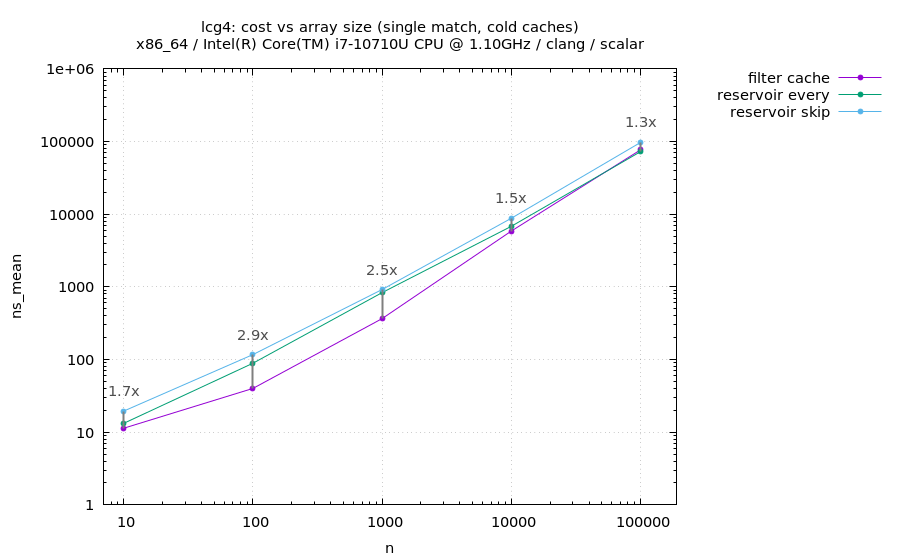 lcg4: cost vs array size (single match, cold caches)
x86_64 / Intel(R) Core(TM) i7-10710U CPU @ 1.10GHz / clang / scalar
filter cache
reservoir every
reservoir skip
1e+06
100000
10000
1000
100
10
1
ns_mean
1.7x
2.9x
2.5x
1.5x
1.3x
10
100
1000
10000
100000
n